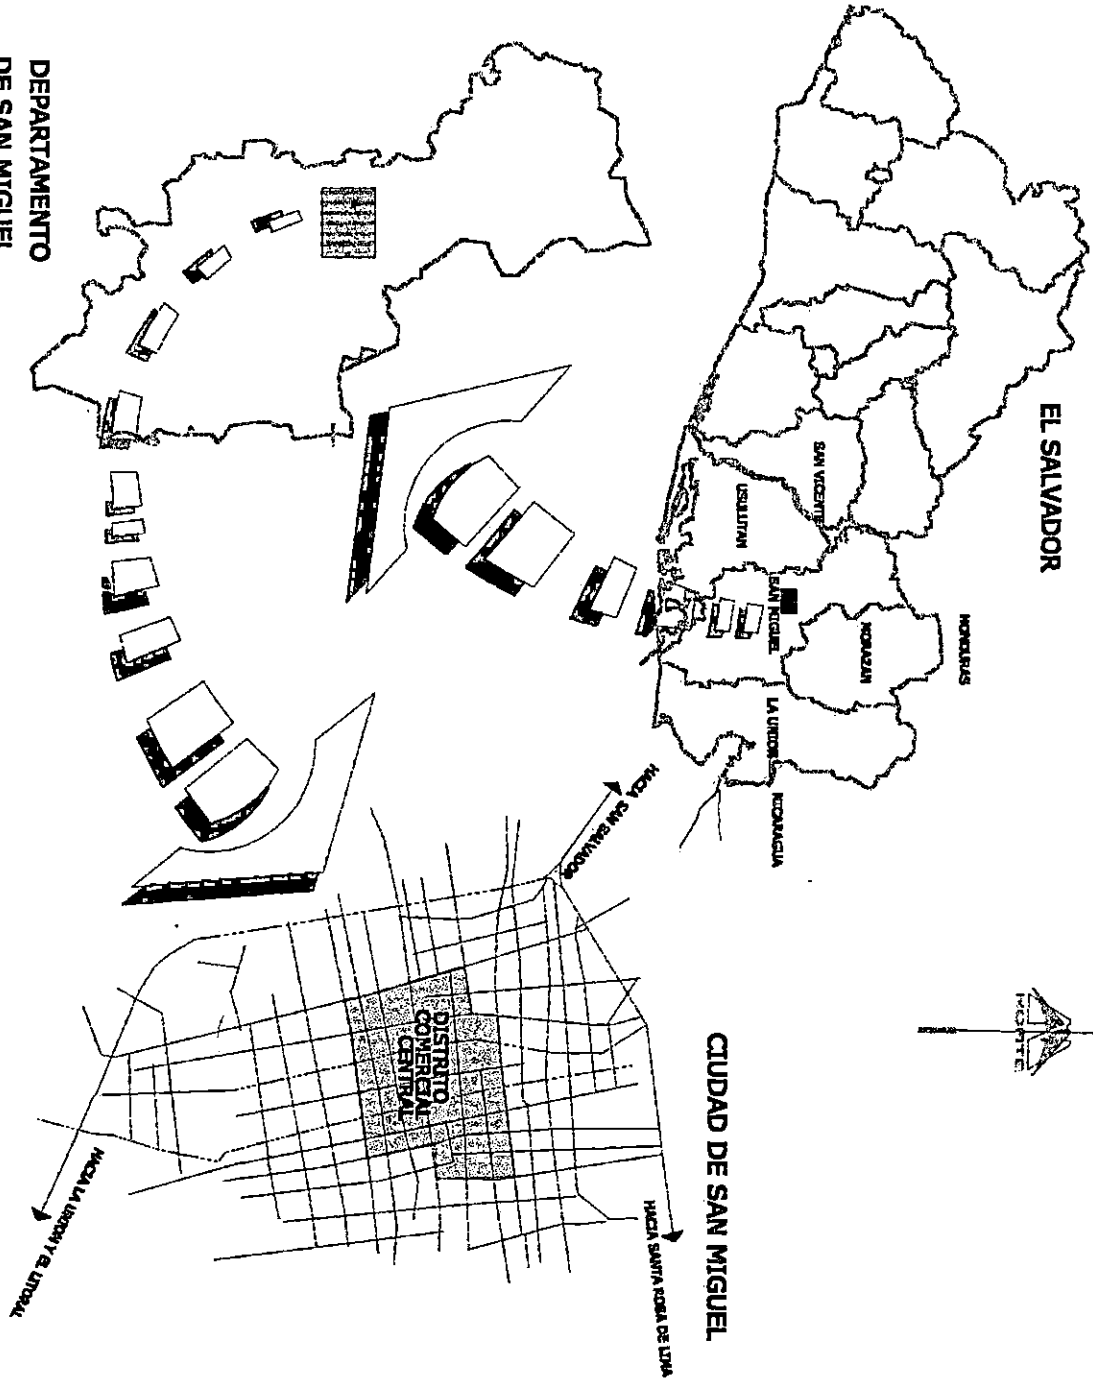 EL SALVADOR
HONDURAS
MORAZAN
SAN VICENTE
USULUTAN
SAN MIGUEL
LA UNION
NICARAGUA
DEPARTAMENTO
DE SAN MIGUEL
NORTE
CIUDAD DE SAN MIGUEL
HACIA SAN SALVADOR
HACIA SANTA ROSA DE LIMA
DISTRITO
COMERCIAL
CENTRAL
HACIA LA UNION Y EL LITORAL